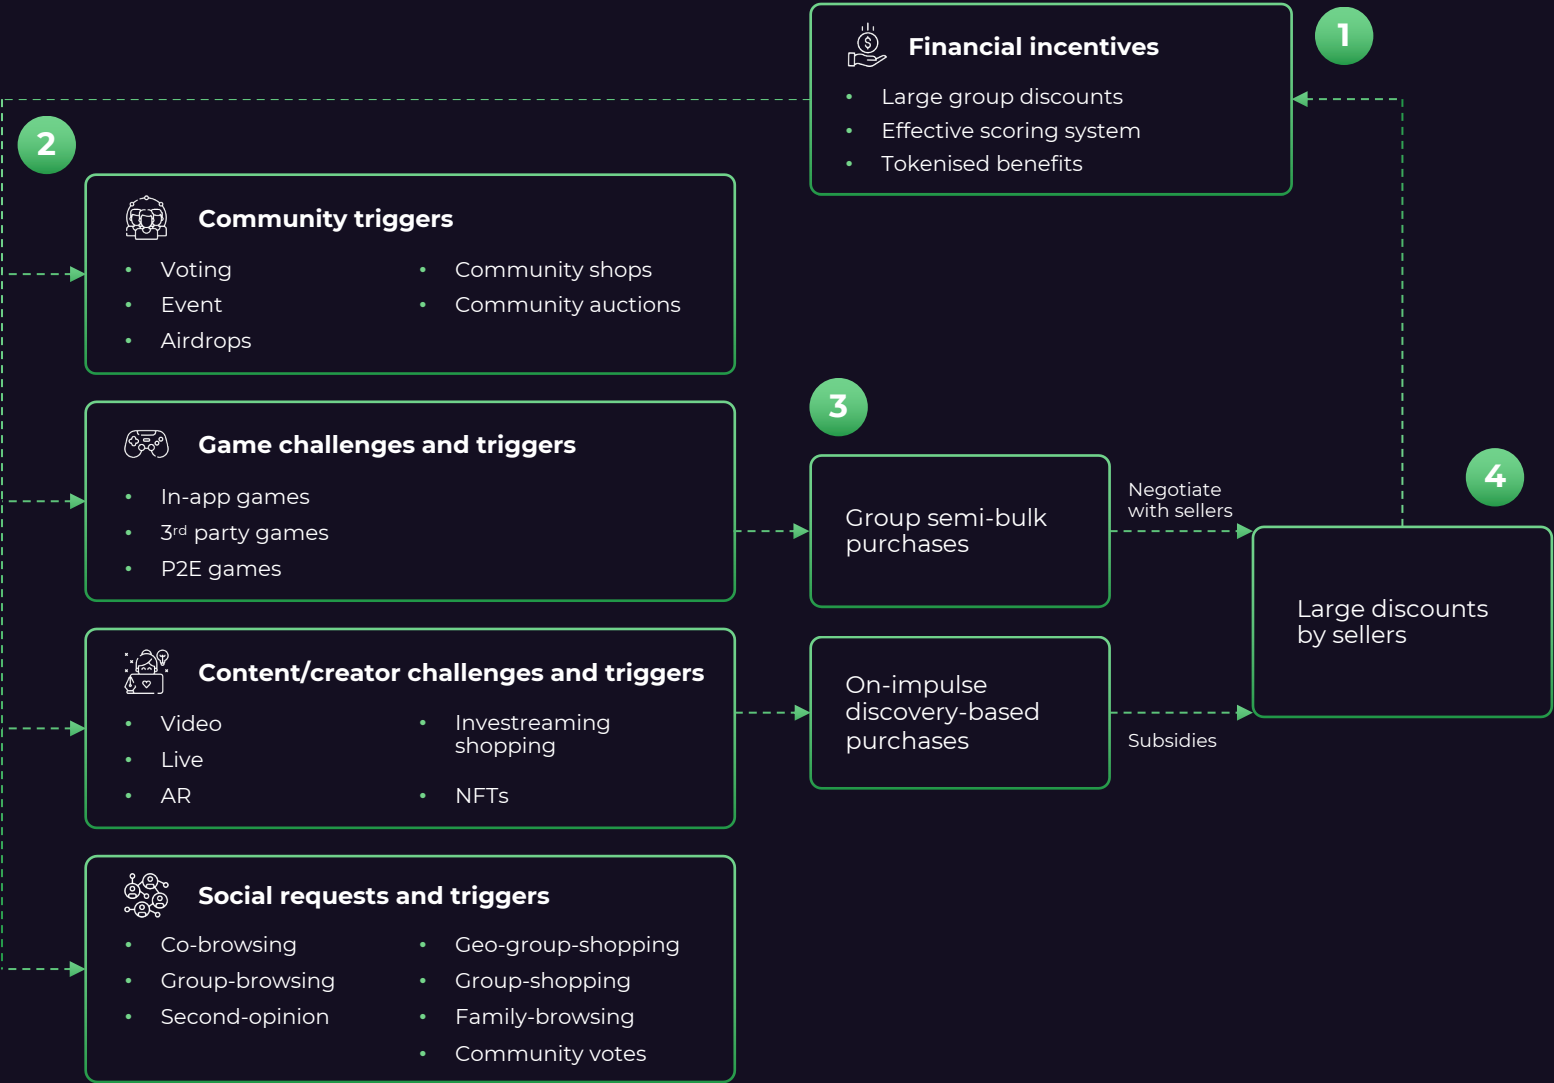 1
Financial incentives
• Large group discounts
• Effective scoring system
• Tokenised benefits
2
Community triggers
• Voting
• Event
• Airdrops
• Community shops
• Community auctions
Game challenges and triggers
• In-app games
• 3rd party games
• P2E games
Content/creator challenges and triggers
• Video
• Live
• AR
• Investreaming
shopping
• NFTs
Social requests and triggers
• Co-browsing
• Group-browsing
• Second-opinion
• Geo-group-shopping
• Group-shopping
• Family-browsing
• Community votes
3
Group semi-bulk
purchases
Negotiate
with sellers
On-impulse
discovery-based
purchases
Subsidies
4
Large discounts
by sellers
$